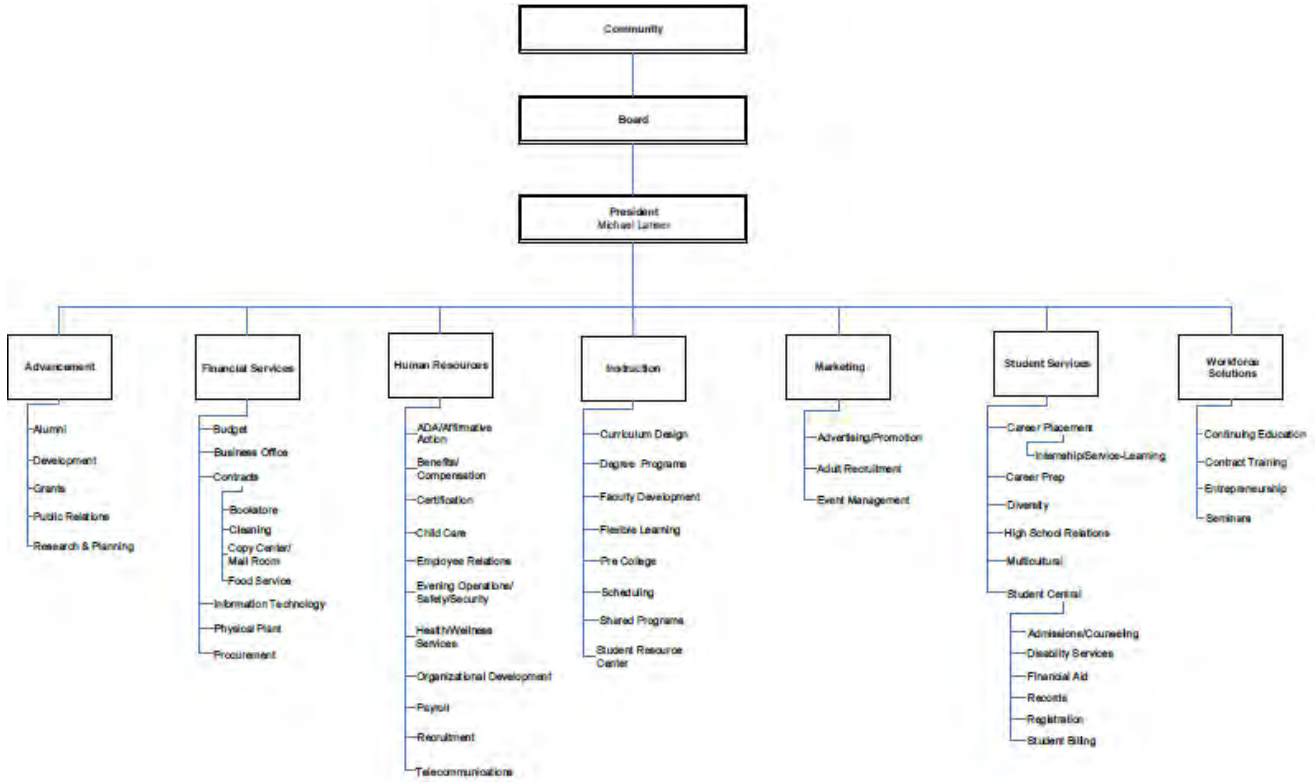 Community
Board
President
Michael Lanser
Advancement
Alumni
Development
Grants
Public Relations
Research & Planning
Financial Services
Budget
Business Office
Contracts
Bookstore
Cleaning
Copy Center/
Mail Room
Food Service
Information Technology
Physical Plant
Procurement
Human Resources
ADA/Affirmative
Action
Benefits/
Compensation
Certification
Child Care
Employee Relations
Evening Operations/
Safety/Security
Health/Wellness
Services
Organizational Development
Payroll
Recruitment
Telecommunications
Instruction
Curriculum Design
Degree Programs
Faculty Development
Flexible Learning
Pre College
Scheduling
Shared Programs
Student Resource
Center
Marketing
Advertising/Promotion
Adult Recruitment
Event Management
Student Services
Career Placement
Internship/Service-Learning
Career Prep
Diversity
High School Relations
Multicultural
Student Central
Admissions/Counseling
Disability Services
Financial Aid
Records
Registration
Student Billing
Workforce
Solutions
Continuing Education
Contract Training
Entrepreneurship
Seminars